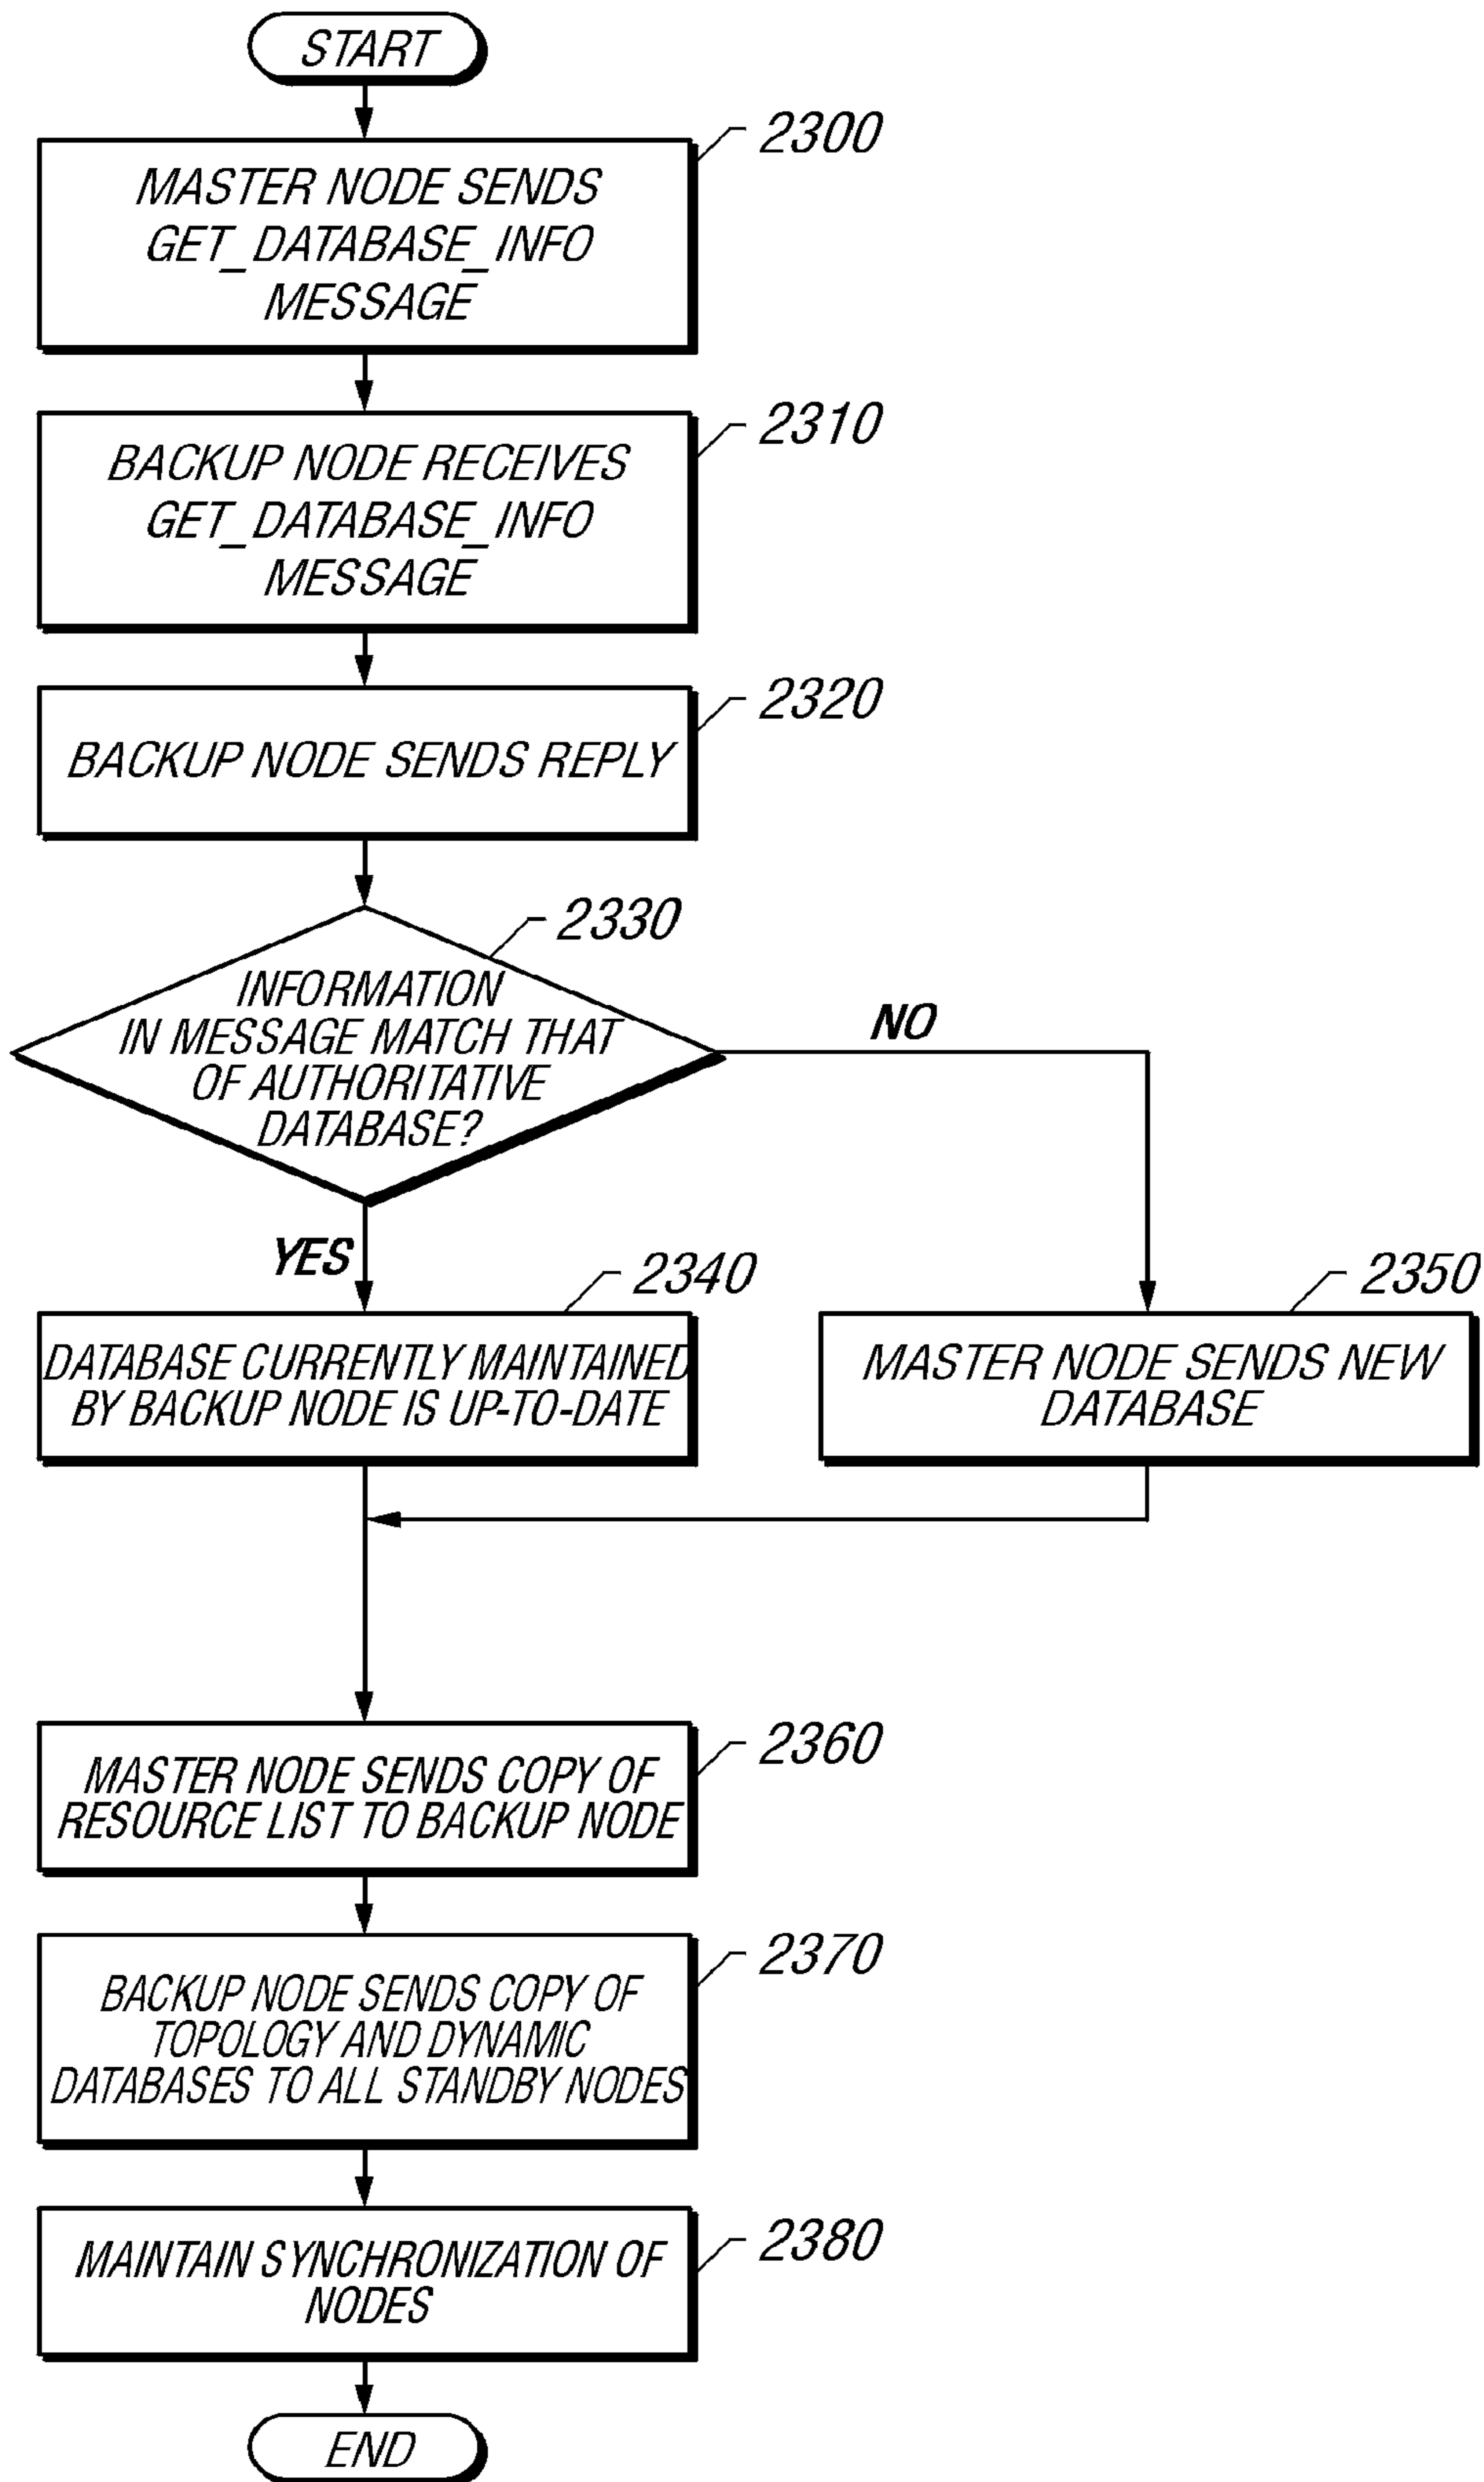 START
2300
MASTER NODE SENDS
GET_DATABASE_INFO
MESSAGE
2310
BACKUP NODE RECEIVES
GET_DATABASE_INFO
MESSAGE
2320
BACKUP NODE SENDS REPLY
2330
INFORMATION
IN MESSAGE MATCH THAT
OF AUTHORITATIVE
DATABASE?
NO
YES
2340
DATABASE CURRENTLY MAINTAINED
BY BACKUP NODE IS UP-TO-DATE
2350
MASTER NODE SENDS NEW
DATABASE
2360
MASTER NODE SENDS COPY OF
RESOURCE LIST TO BACKUP NODE
2370
BACKUP NODE SENDS COPY OF
TOPOLOGY AND DYNAMIC
DATABASES TO ALL STANDBY NODES
2380
MAINTAIN SYNCHRONIZATION OF
NODES
END